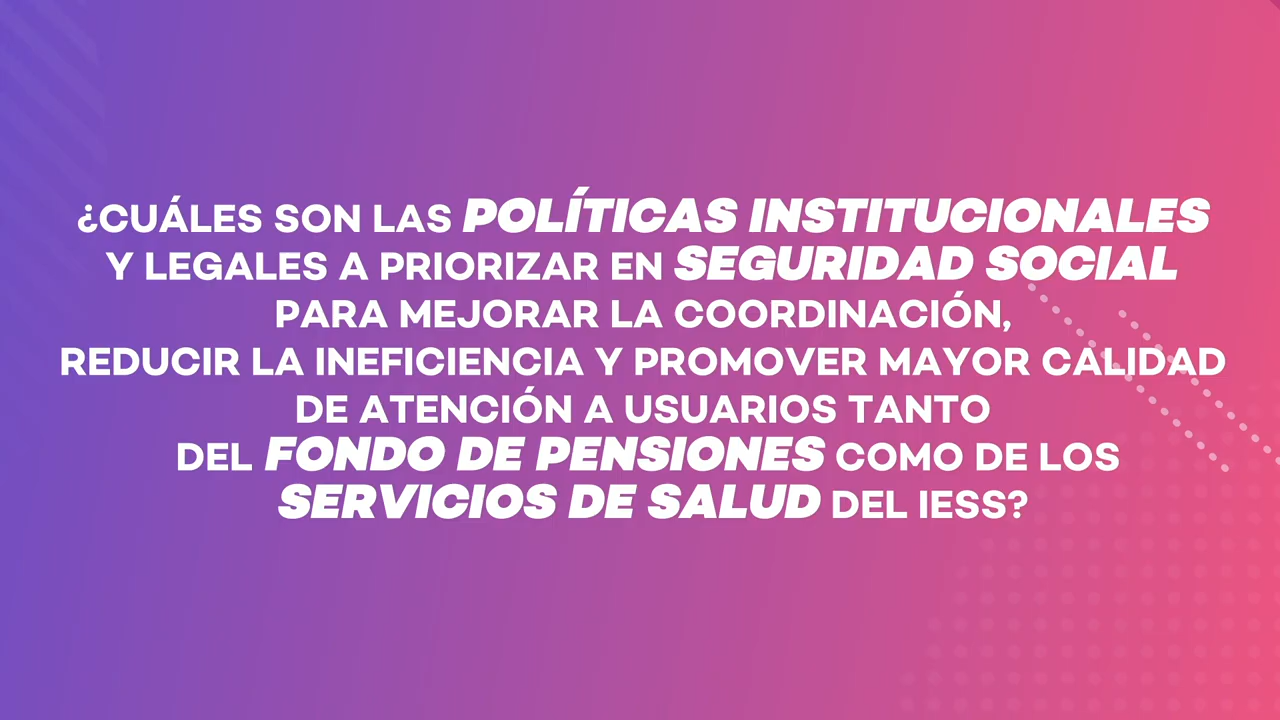 ¿CUÁLES SON LAS POLÍTICAS INSTITUCIONALES
Y LEGALES A PRIORIZAR EN SEGURIDAD SOCIAL
PARA MEJORAR LA COORDINACIÓN,
REDUCIR LA INEFICIENCIA Y PROMOVER MAYOR CALIDAD
DE ATENCIÓN A USUARIOS TANTO
DEL FONDO DE PENSIONES COMO DE LOS
SERVICIOS DE SALUD DEL IESS?